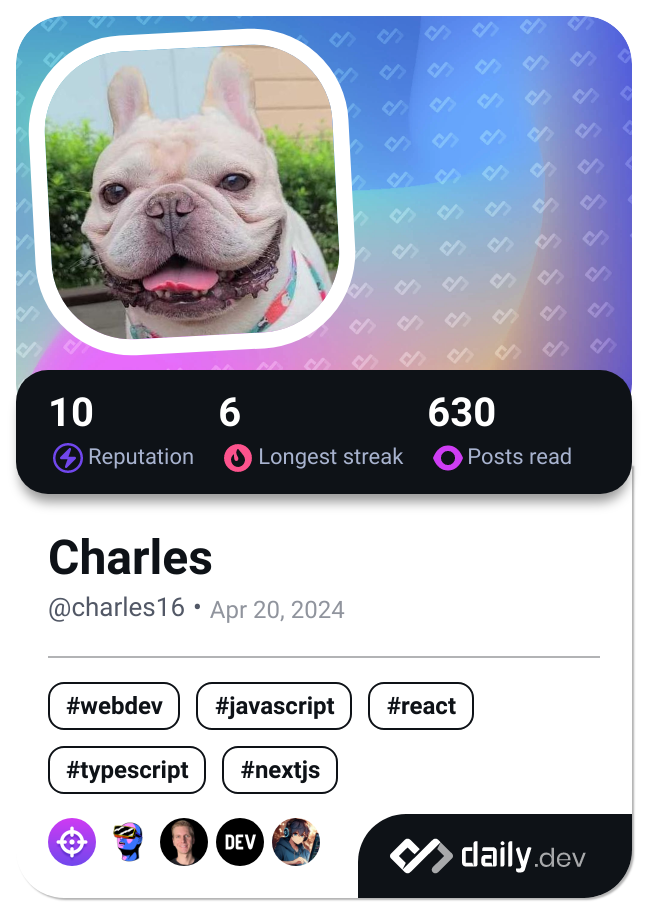 10 6 630
Reputation Longest streak Posts read
Charles
@charles16 • Apr 20, 2024
#webdev #javascript #react
#typescript #nextjs
DEV
daily.dev